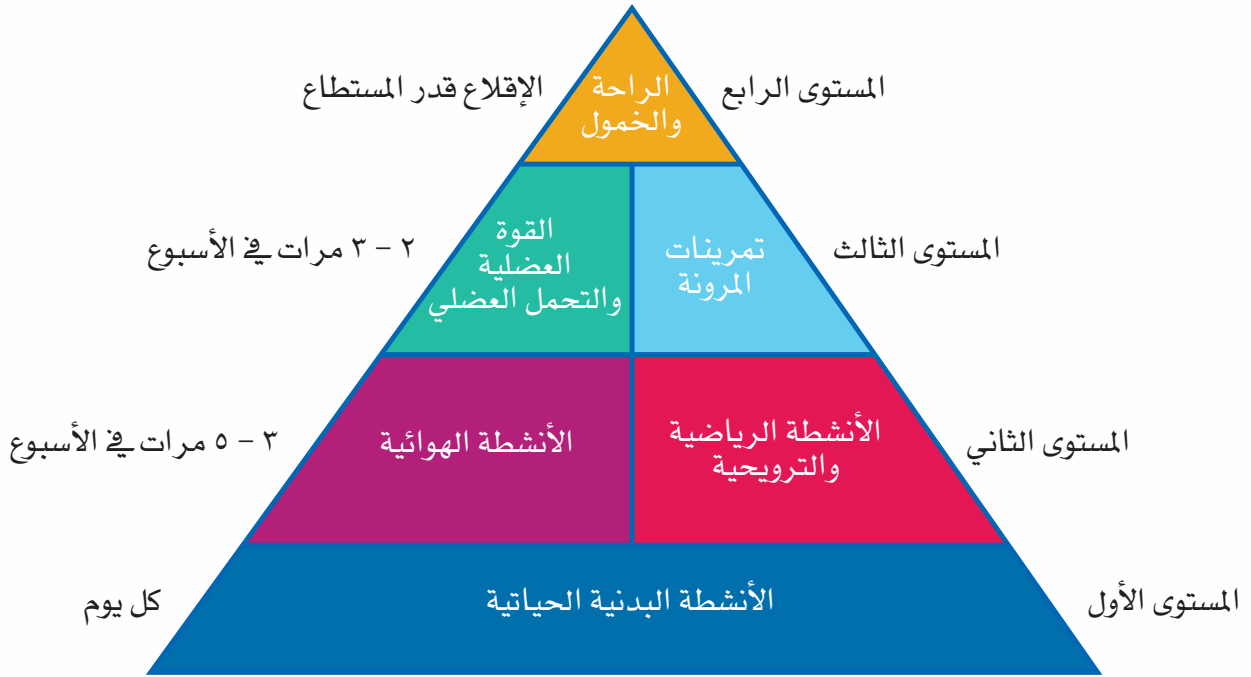 المستوى الرابع
الراحة
والخمول
الإقلاع قدر المستطاع
المستوى الثالث
تمرينات
المرونة
القوة
العضلية
والتحمل العضلي
٢ - ٣ مرات في الأسبوع
المستوى الثاني
الأنشطة الرياضية
والترويحية
الأنشطة الهوائية
٣ - ٥ مرات في الأسبوع
المستوى الأول
الأنشطة البدنية الحياتية
كل يوم